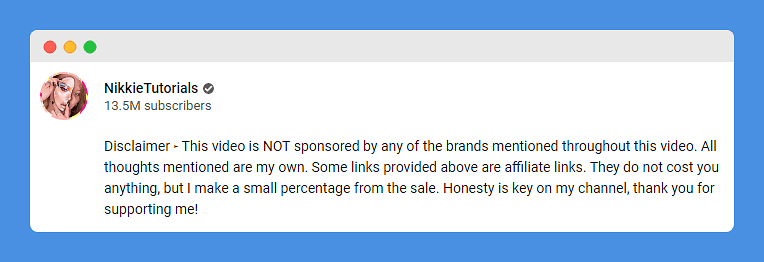 NikkieTutorials
13.5M subscribers
Disclaimer - This video is NOT sponsored by any of the brands mentioned throughout this video. All
thoughts mentioned are my own. Some links provided above are affiliate links. They do not cost you
anything, but I make a small percentage from the sale. Honesty is key on my channel, thank you for
supporting me!